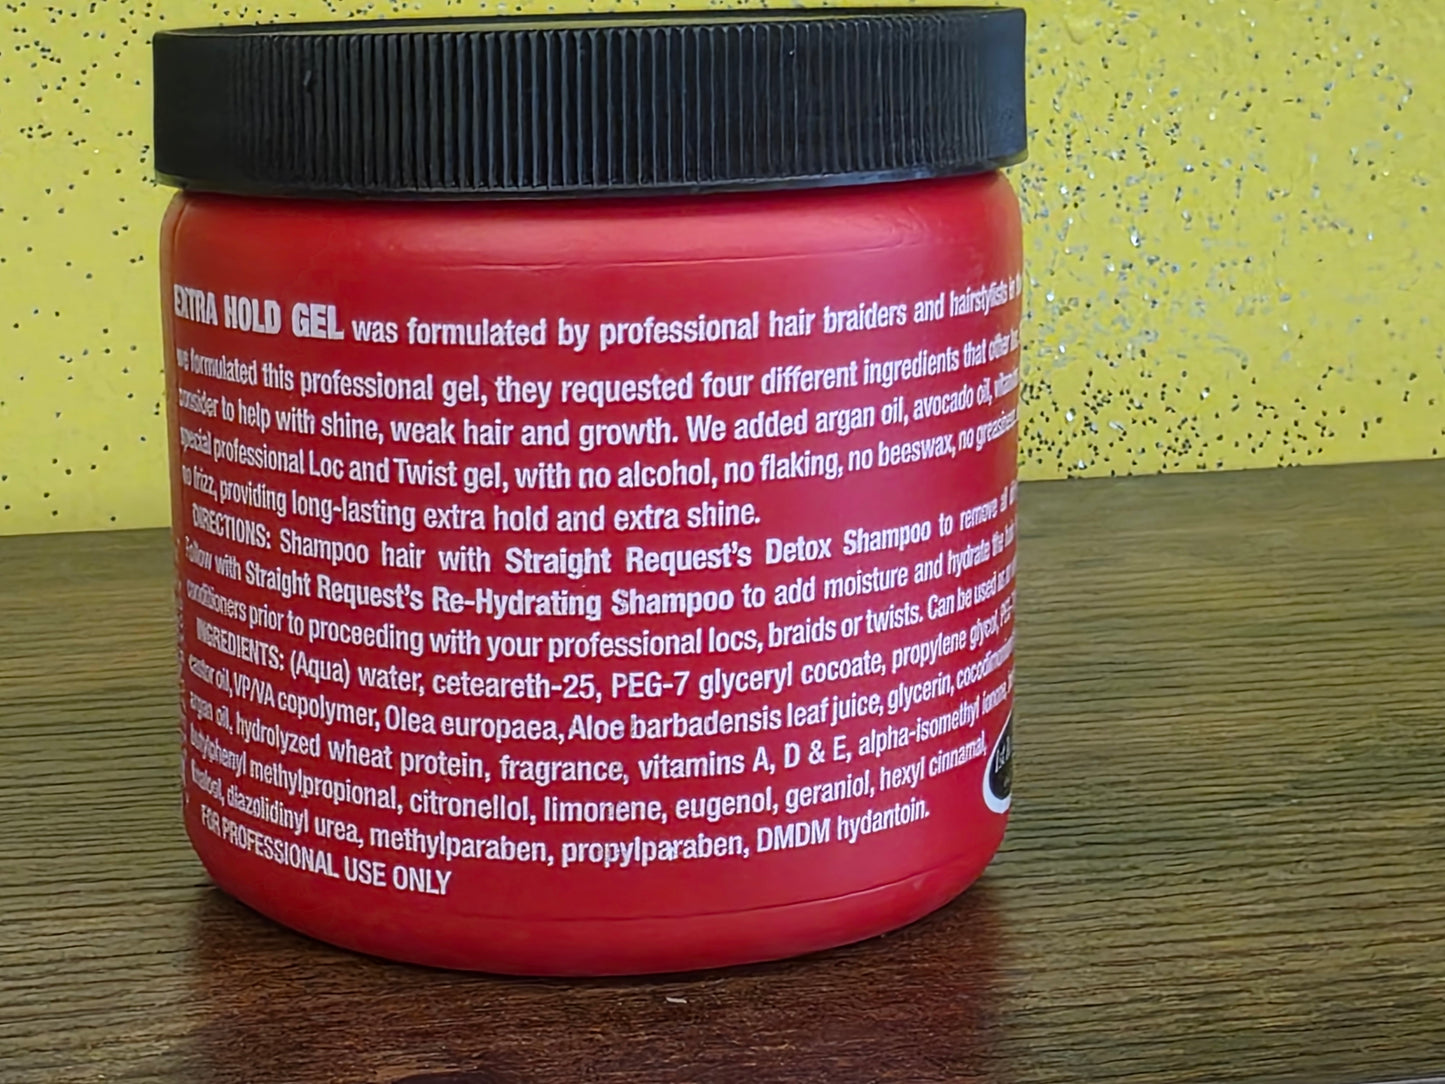 EXTRA HOLD GEL was formulated by professional hair braiders and hairstylists in
formulated this professional gel, they requested four different ingredients that other
consider to help with shine, weak hair and growth. We added argan oil, avocado oil,
special professional Loc and Twist gel, with no alcohol, no flaking, no beeswax, no
no frizz, providing long-lasting extra hold and extra shine.
DIRECTIONS: Shampoo hair with Straight Request's Detox Shampoo to remove all
Follow with Straight Request's Re-Hydrating Shampoo to add moisture and hydrate the
conditioners prior to proceeding with your professional locs, braids or twists. Can be used
INGREDIENTS: (Aqua) water, ceteareth-25, PEG-7 glyceryl cocoate, propylene glycol,
castor oil, VP/VA copolymer, Olea europaea, Aloe barbadensis leaf juice, glycerin,
argan oil, hydrolyzed wheat protein, fragrance, vitamins A, D & E, alpha-isomethyl ionone,
butylphenyl methylpropional, citronellol, limonene, eugenol, geraniol, hexyl cinnamal,
diazolidinyl urea, methylparaben, propylparaben, DMDM hydantoin.
FOR PROFESSIONAL USE ONLY